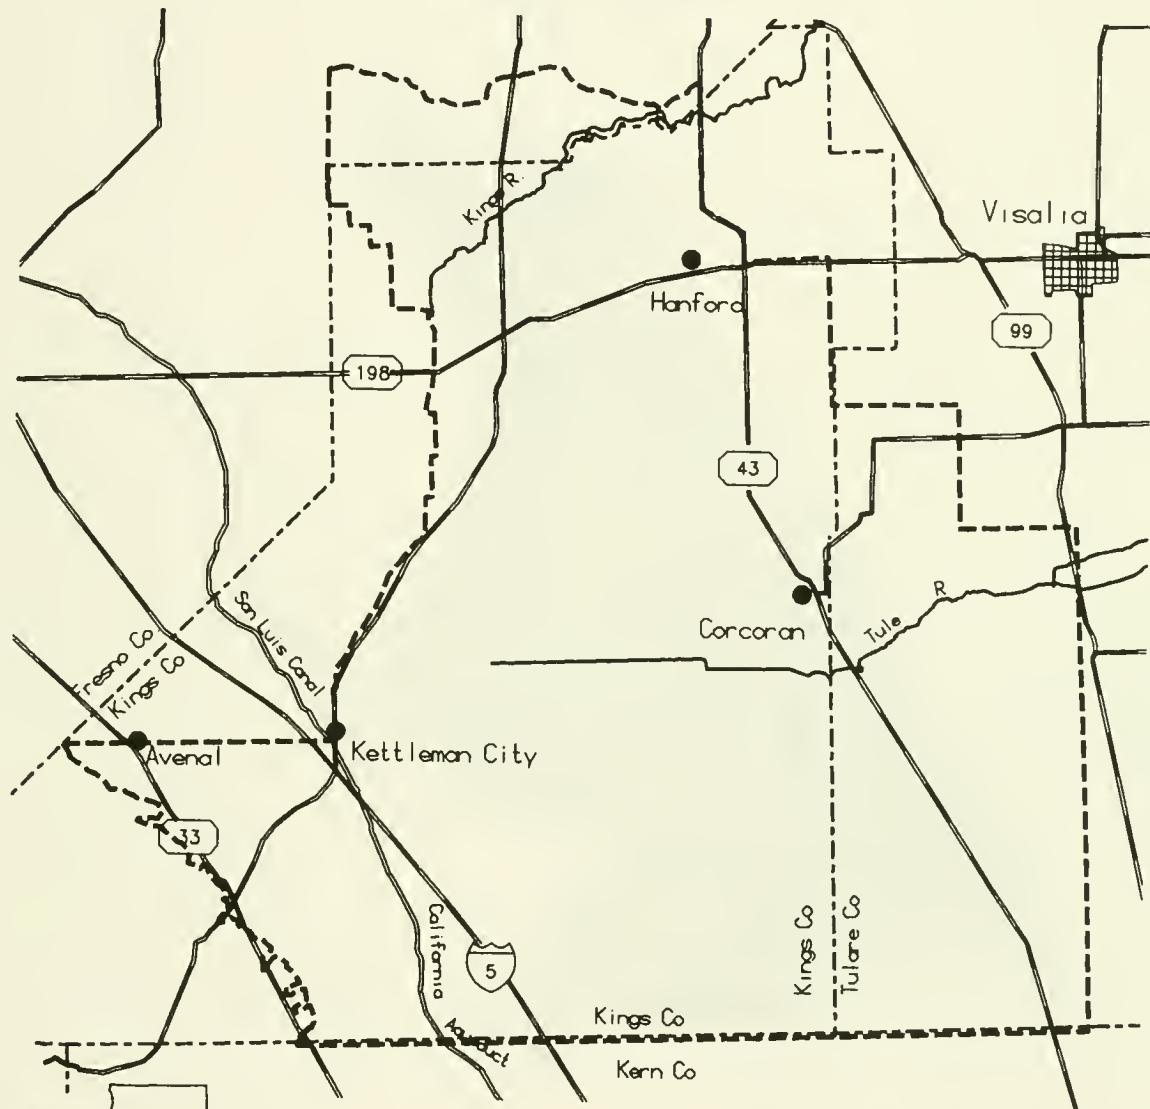 Kings R.
Visalia
Hanford
99
198
43
San Luis Canal
Corcoran
Tule R
Fresno Co
Kings Co
Avenal
Kettleman City
33
California Aqueduct
5
Kings Co
Tulare Co
Kings Co
Kern Co